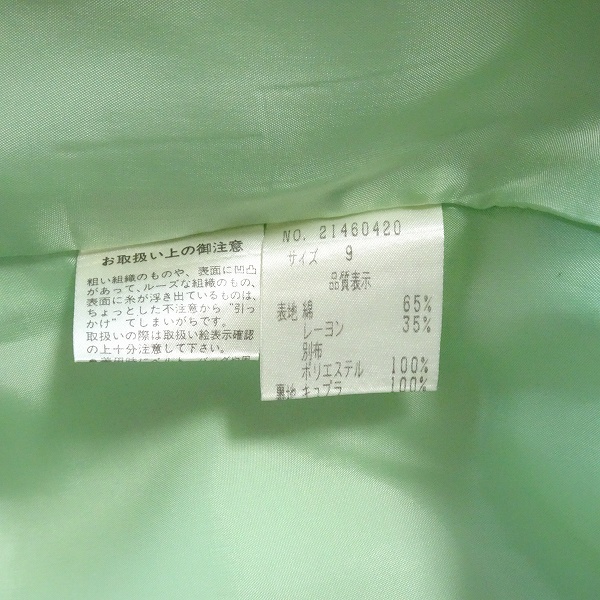 お取扱い上の御注意
粗い組織のものや、表面に凹凸
があって、ルーズな組織のもの、
表面に糸が浮き出ているものは、
ちょっとした不注意から"引っ
かけ"てしまいがちです。
取扱いの際は取扱い絵表示確認
の上十分注意して下さい。
NO. 21460420
サイズ 9
品質表示
表地 綿 65%
レーヨン 35%
別布
ポリエステル 100%
裏地 キュプラ 100%